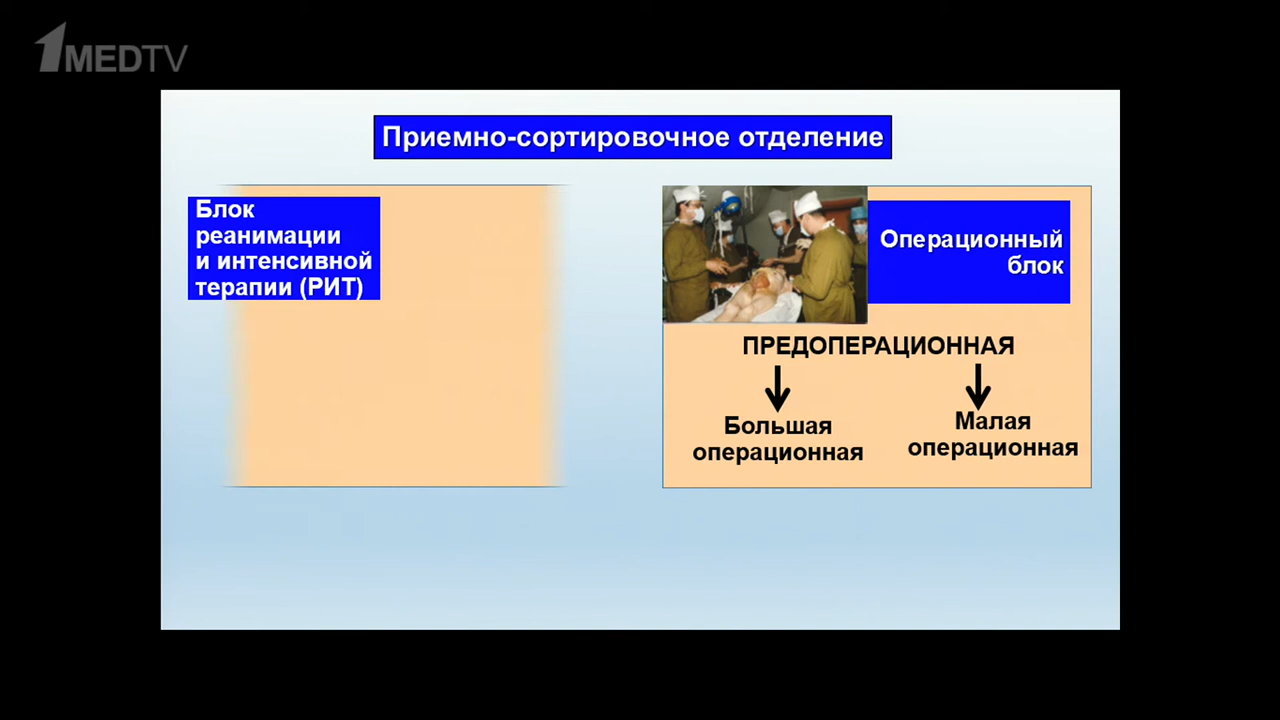 1MEDTV
Приемно-сортировочное отделение
Блок
реанимации
и интенсивной
терапии (РИТ)
Операционный
блок
ПРЕДОПЕРАЦИОННАЯ
Большая
операционная
Малая
операционная